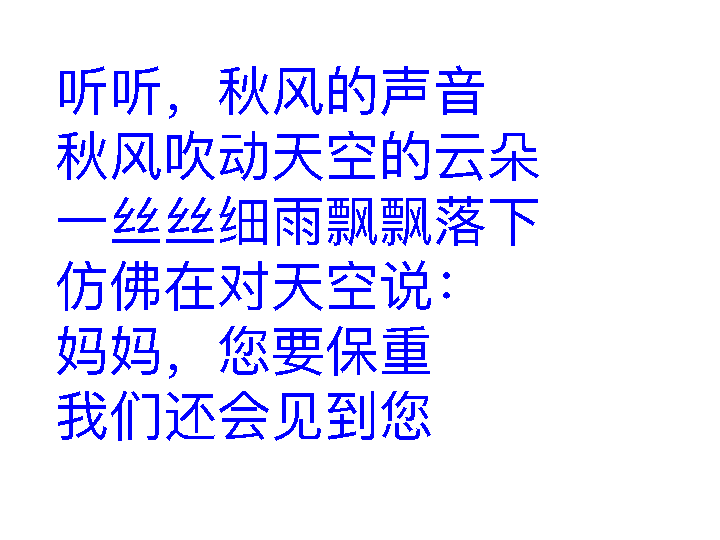 听听，秋风的声音
秋风吹动天空的云朵
一丝丝细雨飘飘落下
仿佛在对天空说：
妈妈，您要保重
我们还会见到您